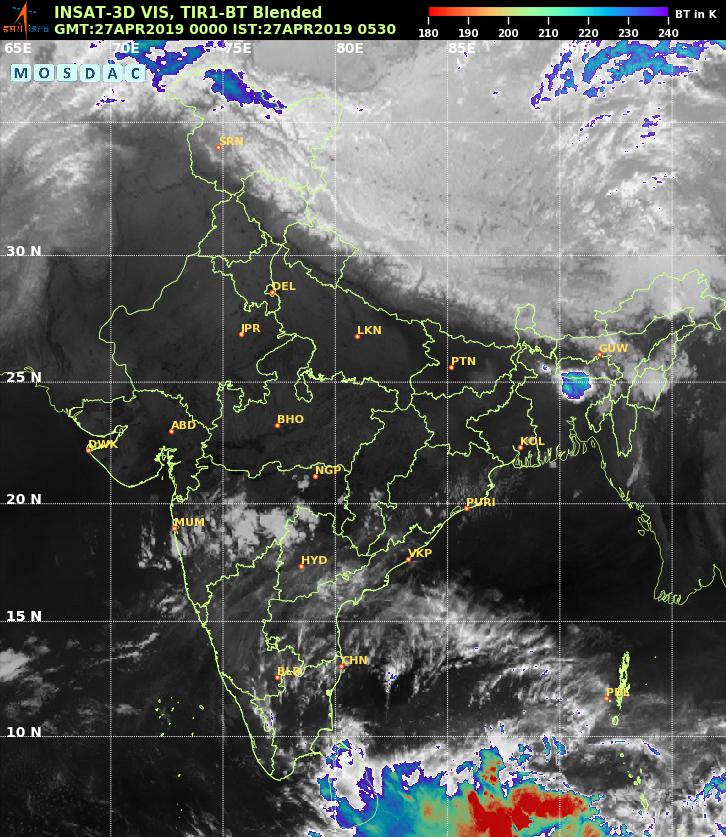 INSAT-3D VIS, TIR1-BT Blended
GMT:27APR2019 0000 IST:27APR2019 0530
BT in K
180 190 200 210 220 230 240
65E 70E 75E 80E 85E 90E
M O S D A C
SRN
30 N
DEL
JPR LKN
GUW
PTN
25 N
ABD BHO
DWK KOL
NGP
20 N PURI
MUM
HYD VKP
15 N
BLR CHN
PBL
10 N